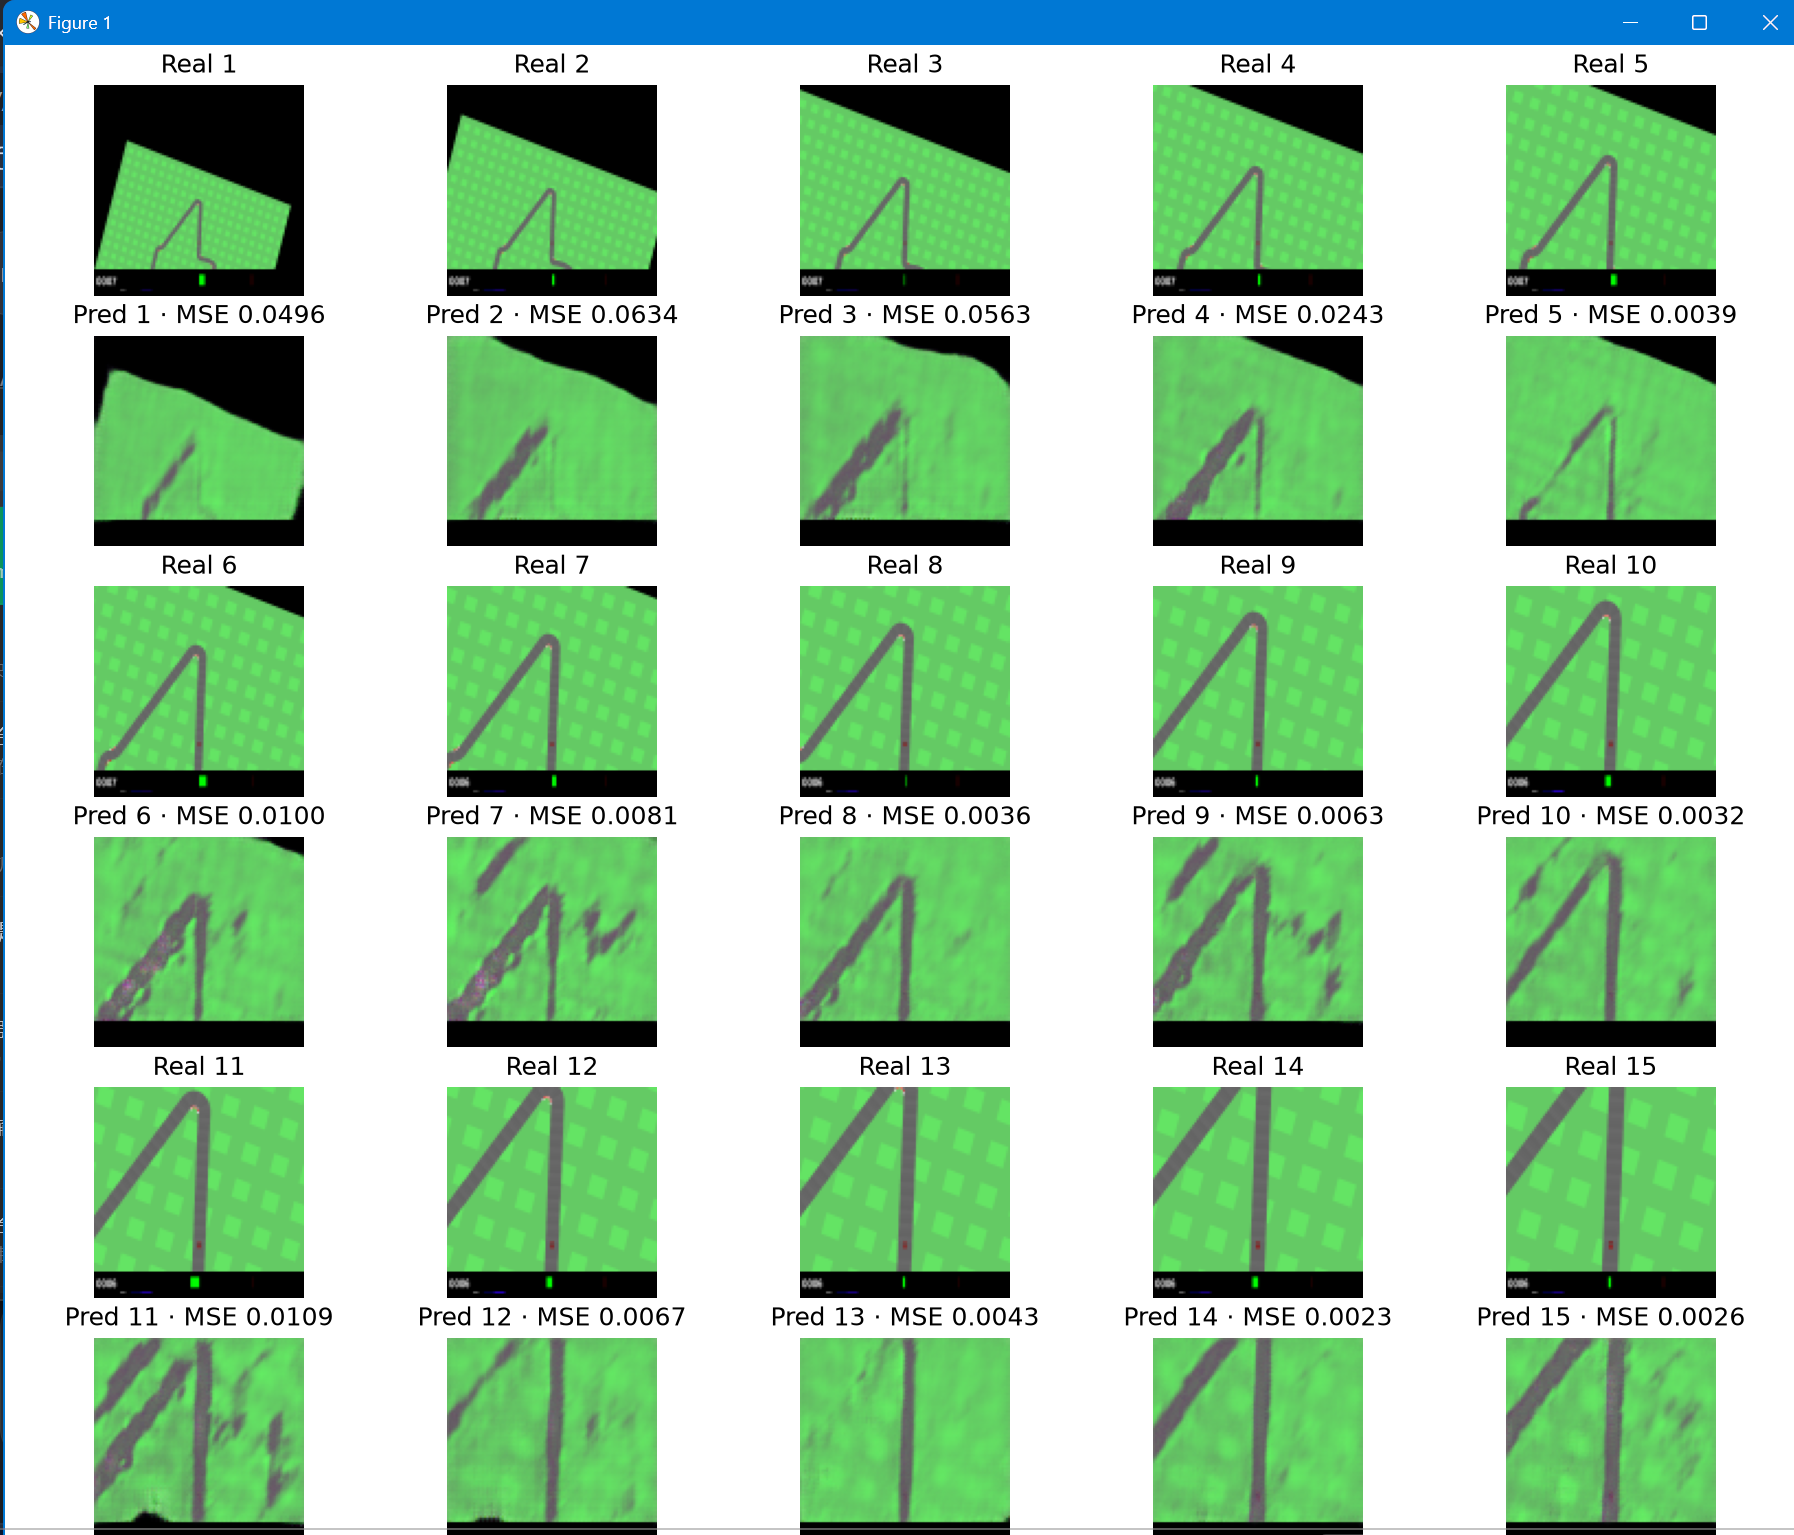 Figure 1
Real 1 Real 2 Real 3 Real 4 Real 5
Pred 1 · MSE 0.0496 Pred 2 · MSE 0.0634 Pred 3 · MSE 0.0563 Pred 4 · MSE 0.0243 Pred 5 · MSE 0.0039
Real 6 Real 7 Real 8 Real 9 Real 10
Pred 6 · MSE 0.0100 Pred 7 · MSE 0.0081 Pred 8 · MSE 0.0036 Pred 9 · MSE 0.0063 Pred 10 · MSE 0.0032
Real 11 Real 12 Real 13 Real 14 Real 15
Pred 11 · MSE 0.0109 Pred 12 · MSE 0.0067 Pred 13 · MSE 0.0043 Pred 14 · MSE 0.0023 Pred 15 · MSE 0.0026